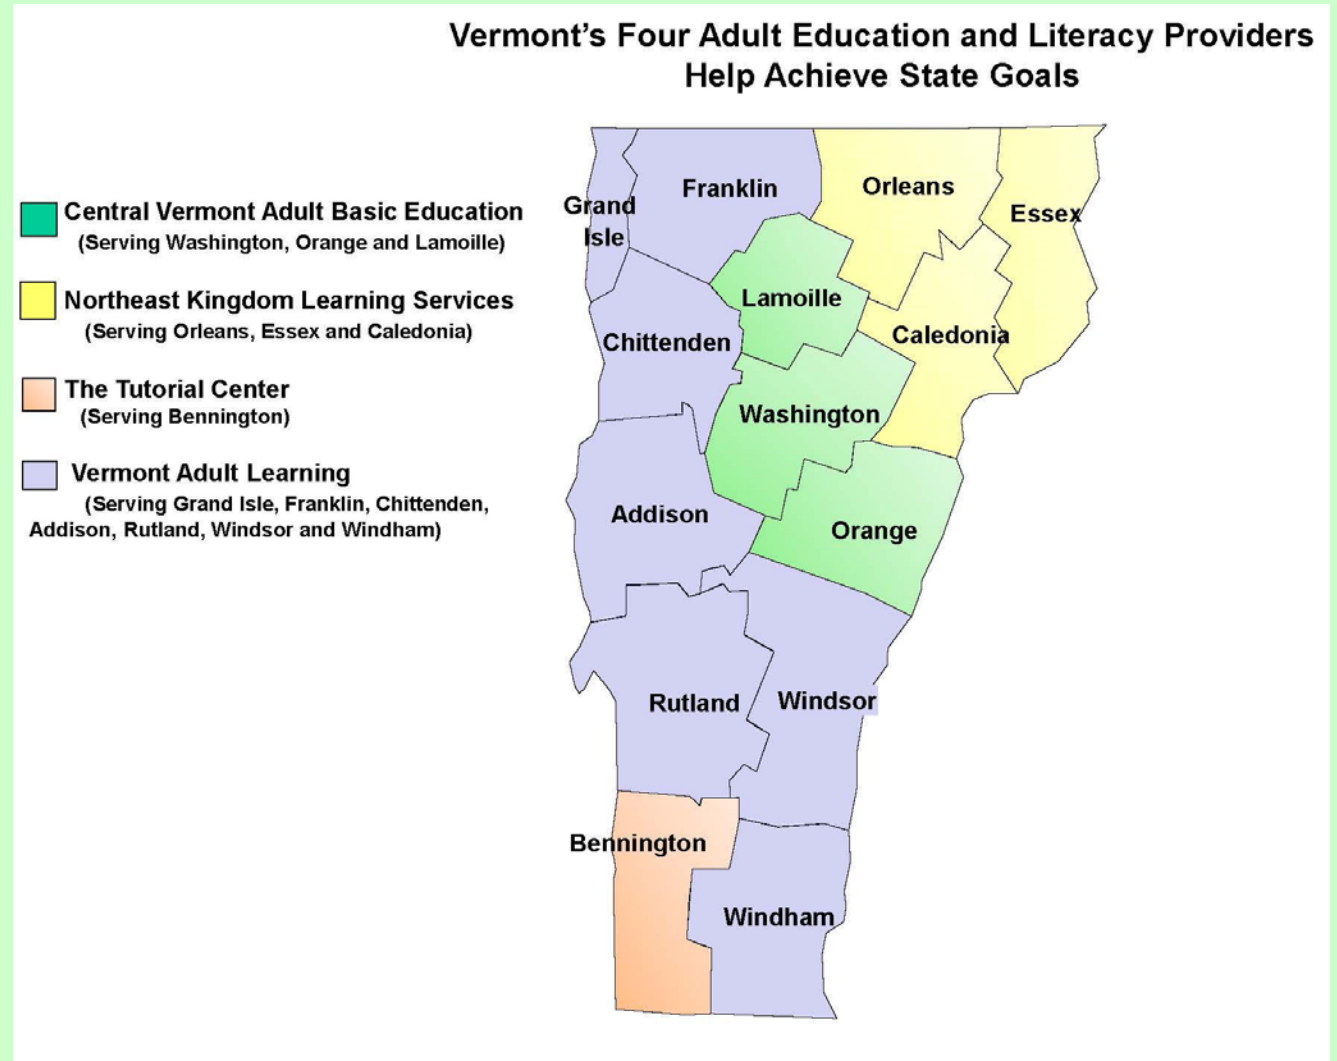 Vermont’s Four Adult Education and Literacy Providers
Help Achieve State Goals
Central Vermont Adult Basic Education
(Serving Washington, Orange and Lamoille)
Northeast Kingdom Learning Services
(Serving Orleans, Essex and Caledonia)
The Tutorial Center
(Serving Bennington)
Vermont Adult Learning
(Serving Grand Isle, Franklin, Chittenden,
Addison, Rutland, Windsor and Windham)
Grand
Isle
Franklin
Orleans
Essex
Lamoille
Chittenden
Caledonia
Washington
Addison
Orange
Rutland
Windsor
Bennington
Windham